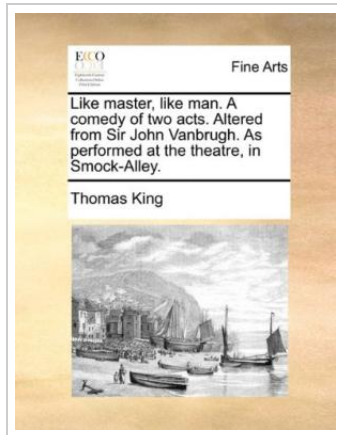 ECCO
Fine Arts
Like master, like man. A
comedy of two acts. Altered
from Sir John Vanbrugh. As
performed at the theatre, in
Smock-Alley.
Thomas King